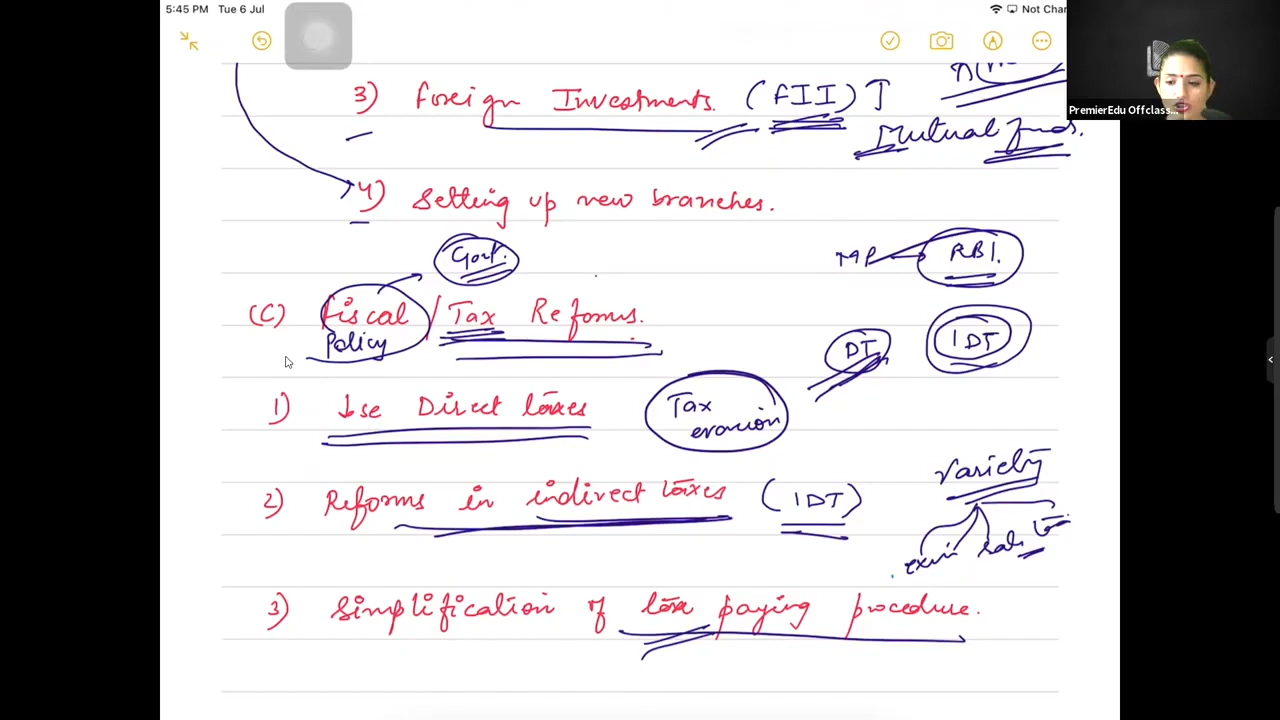 5:45 PM Tue 6 Jul
Not Char
PremierEdu Offclass...
3) Foreign Investments. (FII) ↑
Mutual funds.
4) Setting up new branches.
Govt.
MP → RBI.
(C) Fiscal / Tax Reforms.
Policy
DT IDT
1) ↓se Direct taxes
Tax
evasion
2) Reforms in indirect taxes (IDT)
Variety
sales
3) Simplification of tax paying procedure.